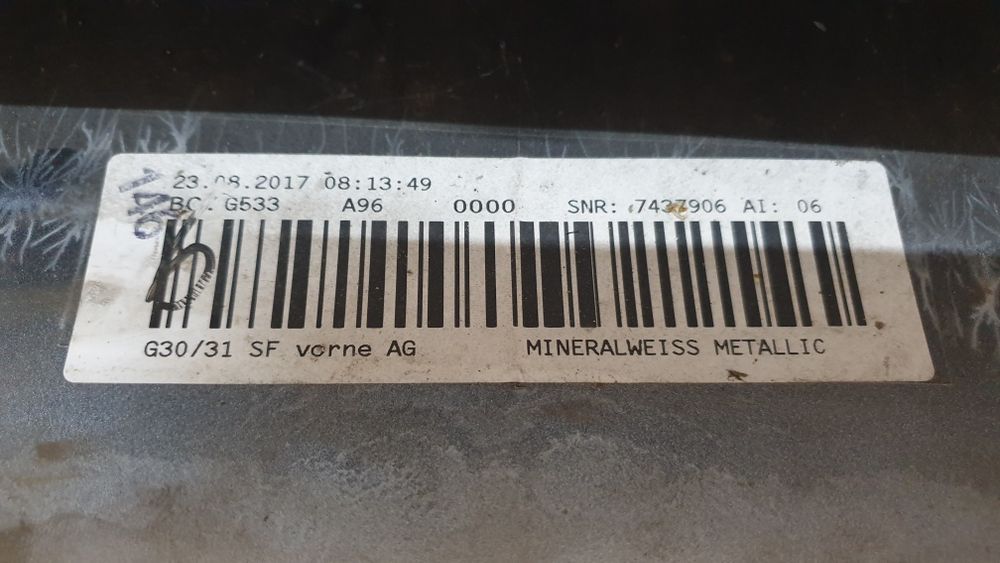 23.08.2017 08:13:49
BC: G533 A96 0000 SNR: 7437906 AI: 06
G30/31 SF vorne AG MINERALWEISS METALLIC